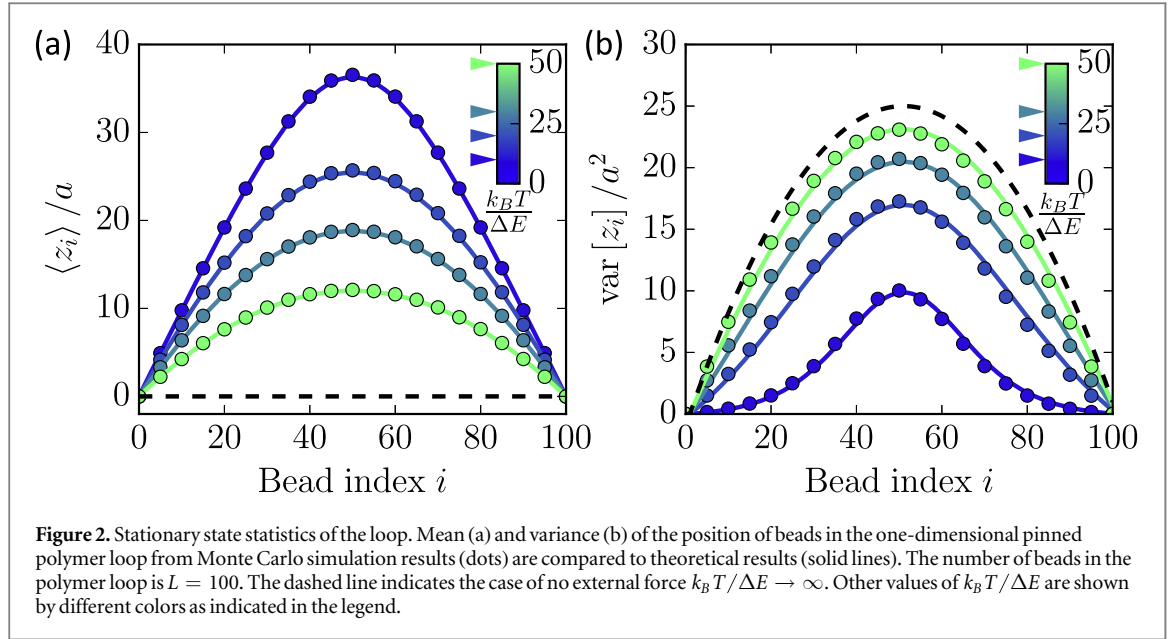 (a)
40
30
20
10
0
⟨z_i⟩ /a
50
25
0
k_B T
ΔE
0 20 40 60 80 100
Bead index i
(b)
30
25
20
15
10
5
0
var [z_i] /a²
50
25
0
k_B T
ΔE
0 20 40 60 80 100
Bead index i
Figure 2. Stationary state statistics of the loop. Mean (a) and variance (b) of the position of beads in the one-dimensional pinned
polymer loop from Monte Carlo simulation results (dots) are compared to theoretical results (solid lines). The number of beads in the
polymer loop is L = 100. The dashed line indicates the case of no external force k_B T/ΔE → ∞. Other values of k_B T/ΔE are shown
by different colors as indicated in the legend.